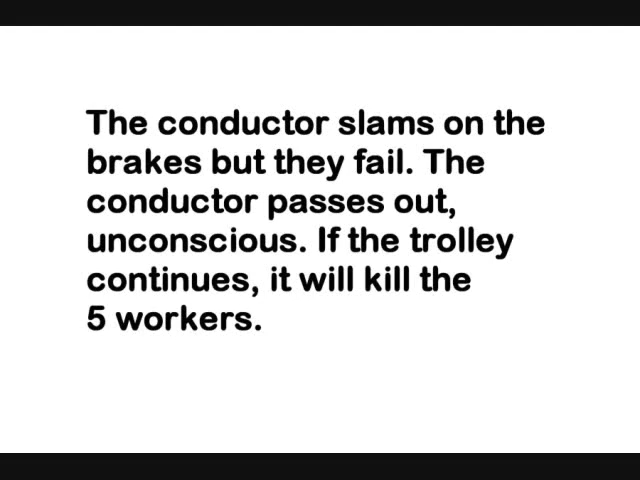 The conductor slams on the
brakes but they fail. The
conductor passes out,
unconscious. If the trolley
continues, it will kill the
5 workers.